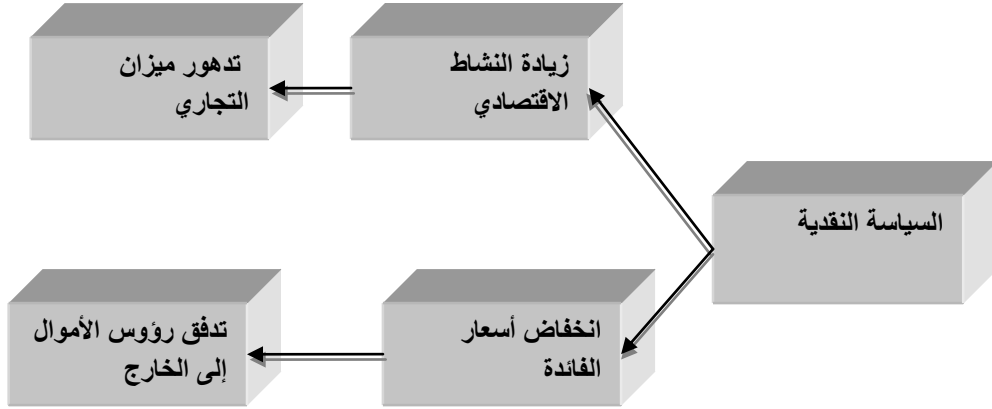 السياسة النقدية
زيادة النشاط
الاقتصادي
تدهور ميزان
التجاري
انخفاض أسعار
الفائدة
تدفق رؤوس الأموال
إلى الخارج